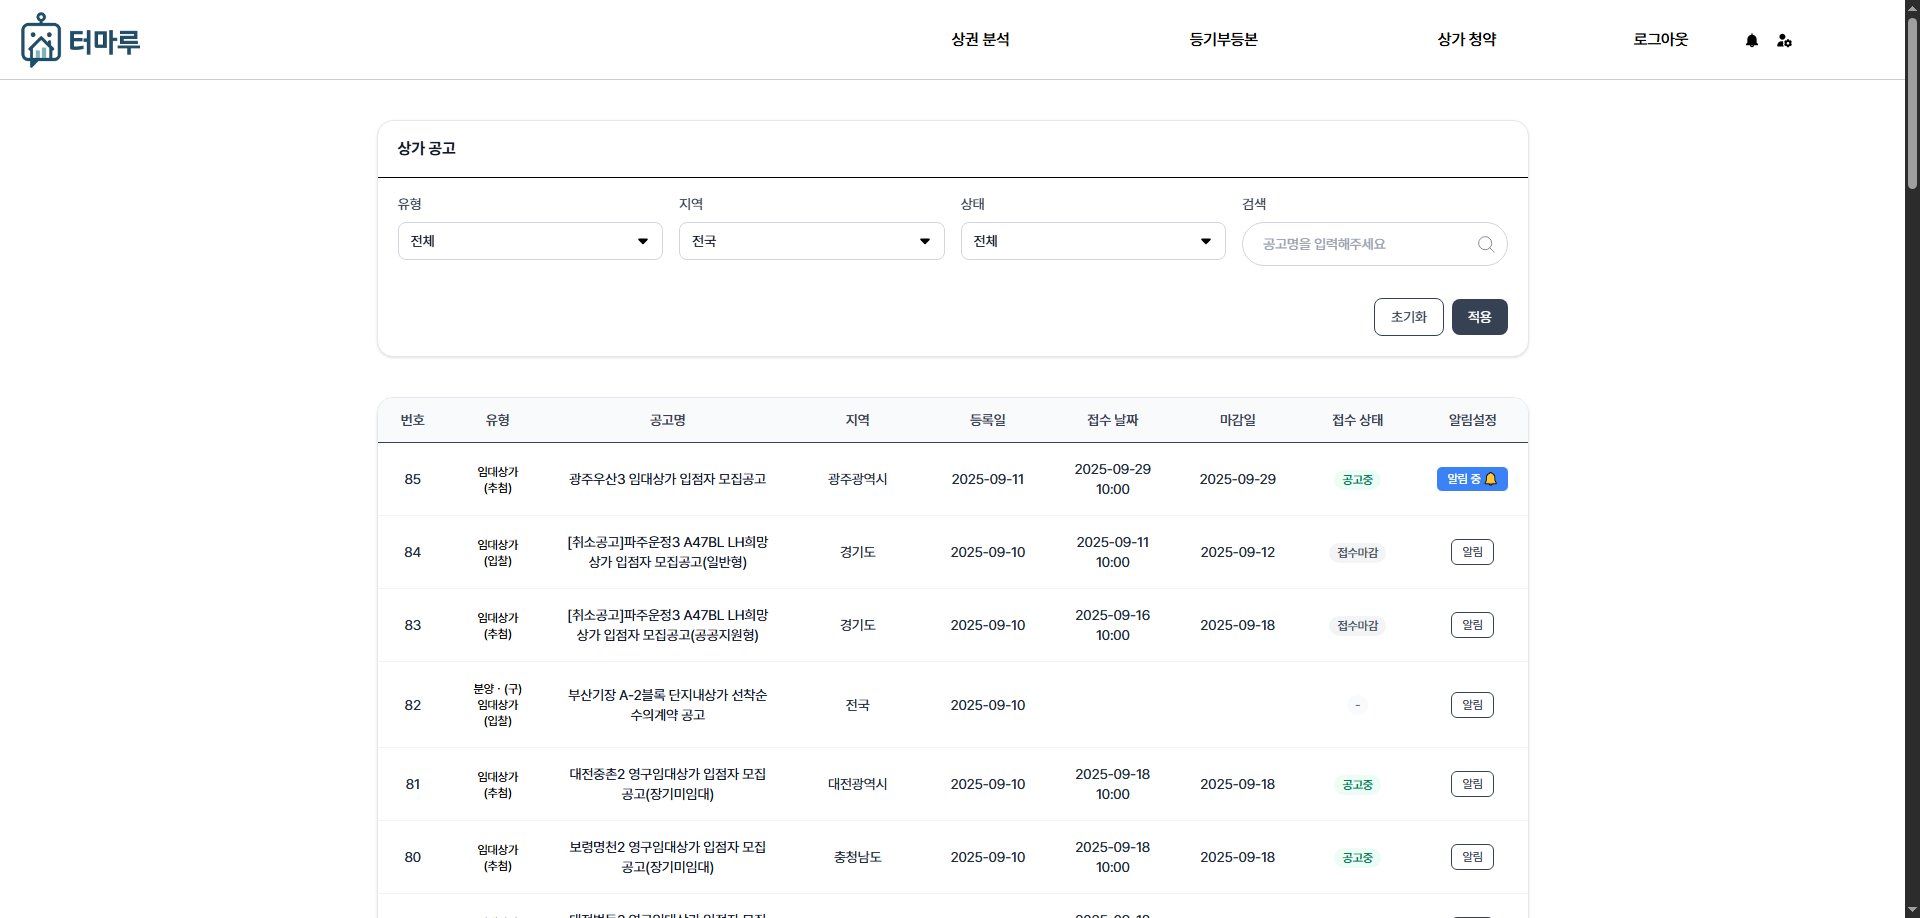 터마루
상권 분석
등기부등본
상가 청약
로그아웃
상가 공고
유형
지역
상태
검색
전체
전국
전체
공고명을 입력해주세요
초기화
적용
번호 유형 공고명 지역 등록일 접수 날짜 마감일 접수 상태 알림설정
85
임대상가
(추첨)
광주우산3 임대상가 입점자 모집공고
광주광역시
2025-09-11
2025-09-29
10:00
2025-09-29
공고중
알림 중 🔔
84
임대상가
(입찰)
[취소공고]파주운정3 A47BL LH희망
상가 입점자 모집공고(일반형)
경기도
2025-09-10
2025-09-11
10:00
2025-09-12
접수마감
알림
83
임대상가
(추첨)
[취소공고]파주운정3 A47BL LH희망
상가 입점자 모집공고(공공지원형)
경기도
2025-09-10
2025-09-16
10:00
2025-09-18
접수마감
알림
82
분양 · (구)
임대상가
(입찰)
부산기장 A-2블록 단지내상가 선착순
수의계약 공고
전국
2025-09-10
-
알림
81
임대상가
(추첨)
대전중촌2 영구임대상가 입점자 모집
공고(장기미임대)
대전광역시
2025-09-10
2025-09-18
10:00
2025-09-18
공고중
알림
80
임대상가
(추첨)
보령명천2 영구임대상가 입점자 모집
공고(장기미임대)
충청남도
2025-09-10
2025-09-18
10:00
2025-09-18
공고중
알림